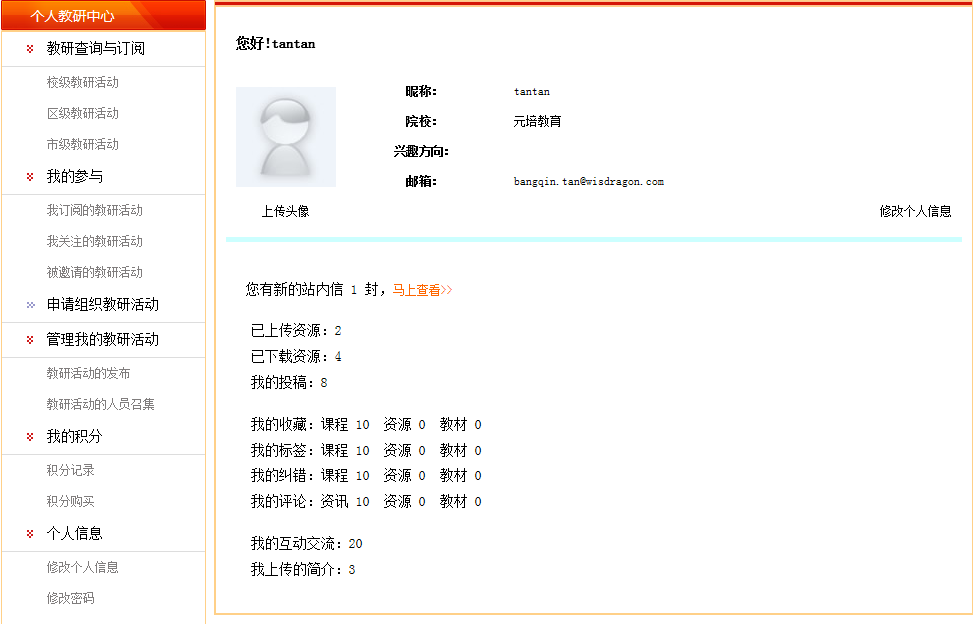 个人教研中心
教研查询与订阅
校级教研活动
区级教研活动
市级教研活动
我的参与
我订阅的教研活动
我关注的教研活动
被邀请的教研活动
申请组织教研活动
管理我的教研活动
教研活动的发布
教研活动的人员召集
我的积分
积分记录
积分购买
个人信息
修改个人信息
修改密码
您好!tantan
昵称: tantan
院校: 元培教育
兴趣方向:
邮箱: bangqin.tan@wisdragon.com
上传头像 修改个人信息
您有新的站内信 1 封，马上查看>>
已上传资源：2
已下载资源：4
我的投稿：8
我的收藏：课程 10 资源 0 教材 0
我的标签：课程 10 资源 0 教材 0
我的纠错：课程 10 资源 0 教材 0
我的评论：资讯 10 资源 0 教材 0
我的互动交流：20
我上传的简介：3